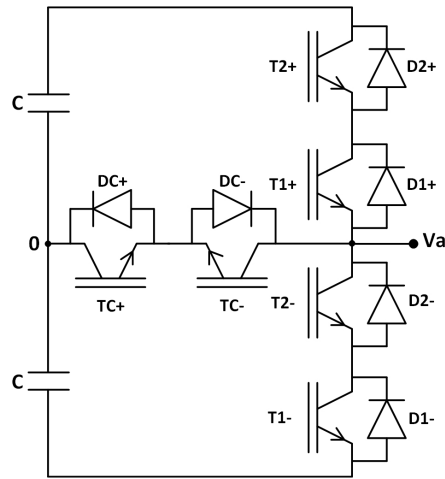 T2+
D2+
C
DC+
DC-
T1+
D1+
0
Va
TC+
TC-
T2-
D2-
C
T1-
D1-